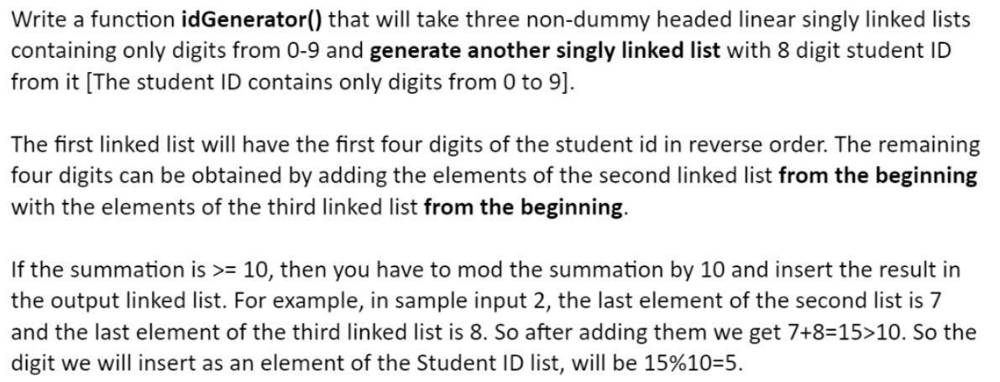 Write a function idGenerator() that will take three non-dummy headed linear singly linked lists
containing only digits from 0-9 and generate another singly linked list with 8 digit student ID
from it [The student ID contains only digits from 0 to 9].
The first linked list will have the first four digits of the student id in reverse order. The remaining
four digits can be obtained by adding the elements of the second linked list from the beginning
with the elements of the third linked list from the beginning.
If the summation is >= 10, then you have to mod the summation by 10 and insert the result in
the output linked list. For example, in sample input 2, the last element of the second list is 7
and the last element of the third linked list is 8. So after adding them we get 7+8=15>10. So the
digit we will insert as an element of the Student ID list, will be 15%10=5.